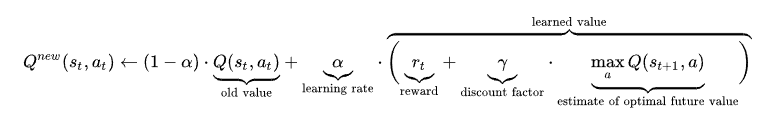 learned value
Q^{new}(s_t, a_t) ← (1 − α) · Q(s_t, a_t) + α · ( r_t + γ · max_a Q(s_{t+1}, a) )
old value
learning rate
reward
discount factor
estimate of optimal future value